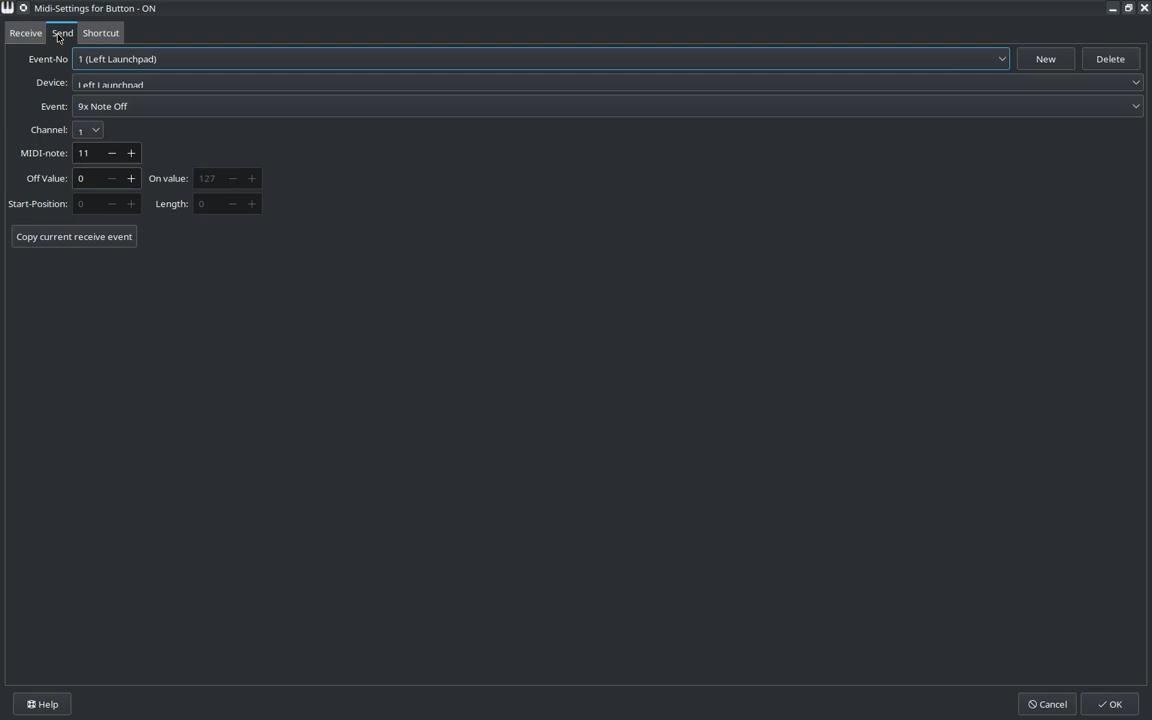 Midi-Settings for Button - ON
Receive Send Shortcut
Event-No 1 (Left Launchpad) New Delete
Device: Left Launchpad
Event: 9x Note Off
Channel: 1
MIDI-note: 11
Off Value: 0 On value: 127
Start-Position: 0 Length: 0
Copy current receive event
Help Cancel OK